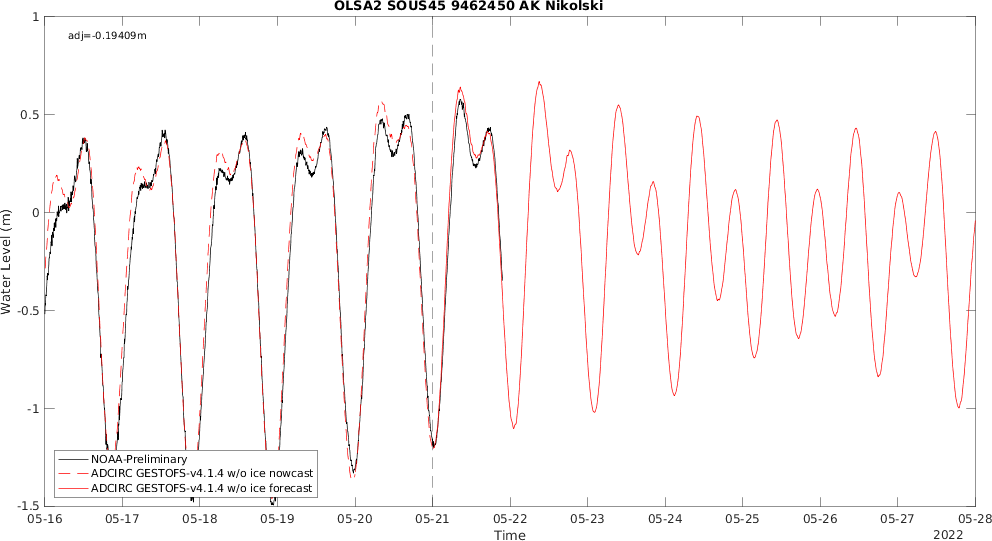 OLSA2 SOUS45 9462450 AK Nikolski
adj=-0.19409m
1
0.5
0
-0.5
-1
-1.5
Water Level (m)
NOAA-Preliminary
ADCIRC GESTOFS-v4.1.4 w/o ice nowcast
ADCIRC GESTOFS-v4.1.4 w/o ice forecast
05-16 05-17 05-18 05-19 05-20 05-21 05-22 05-23 05-24 05-25 05-26 05-27 05-28
Time
2022